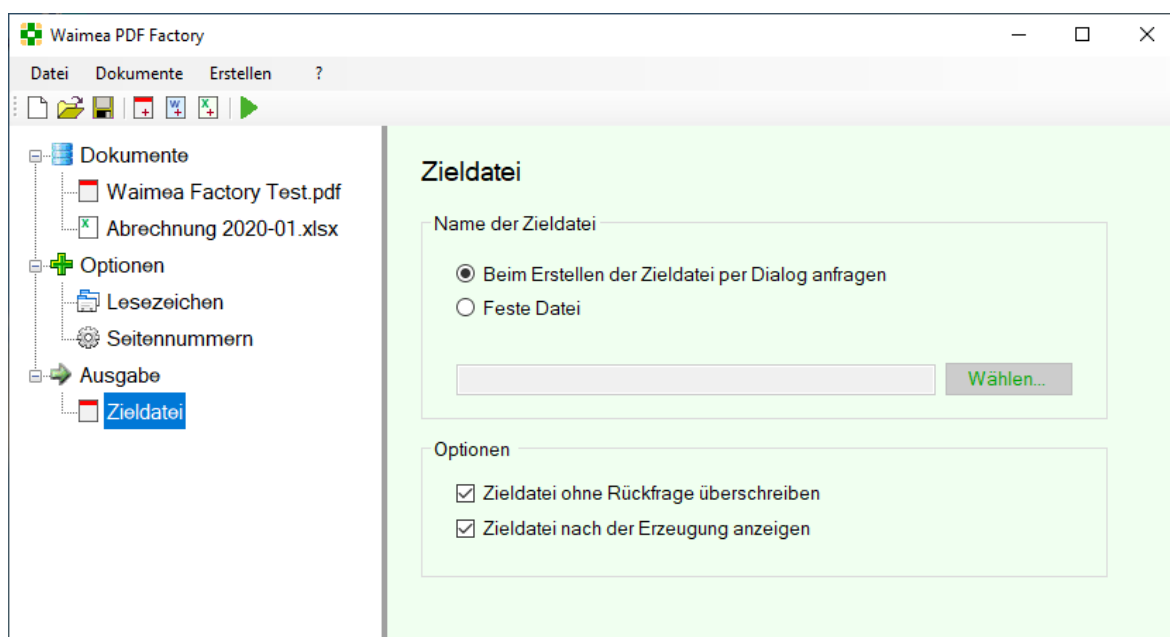 Waimea PDF Factory
Datei Dokumente Erstellen ?
Dokumente
Waimea Factory Test.pdf
Abrechnung 2020-01.xlsx
Optionen
Lesezeichen
Seitennummern
Ausgabe
Zieldatei
Zieldatei
Name der Zieldatei
Beim Erstellen der Zieldatei per Dialog anfragen
Feste Datei
Wählen...
Optionen
Zieldatei ohne Rückfrage überschreiben
Zieldatei nach der Erzeugung anzeigen